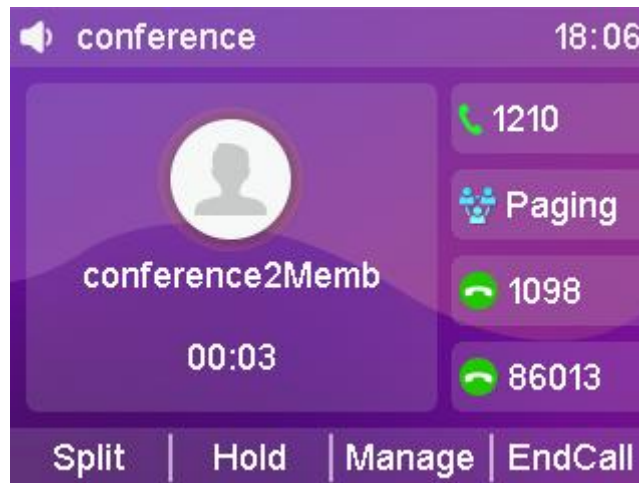 conference 18:06
1210
Paging
conference2Memb
1098
00:03
86013
Split Hold Manage EndCall